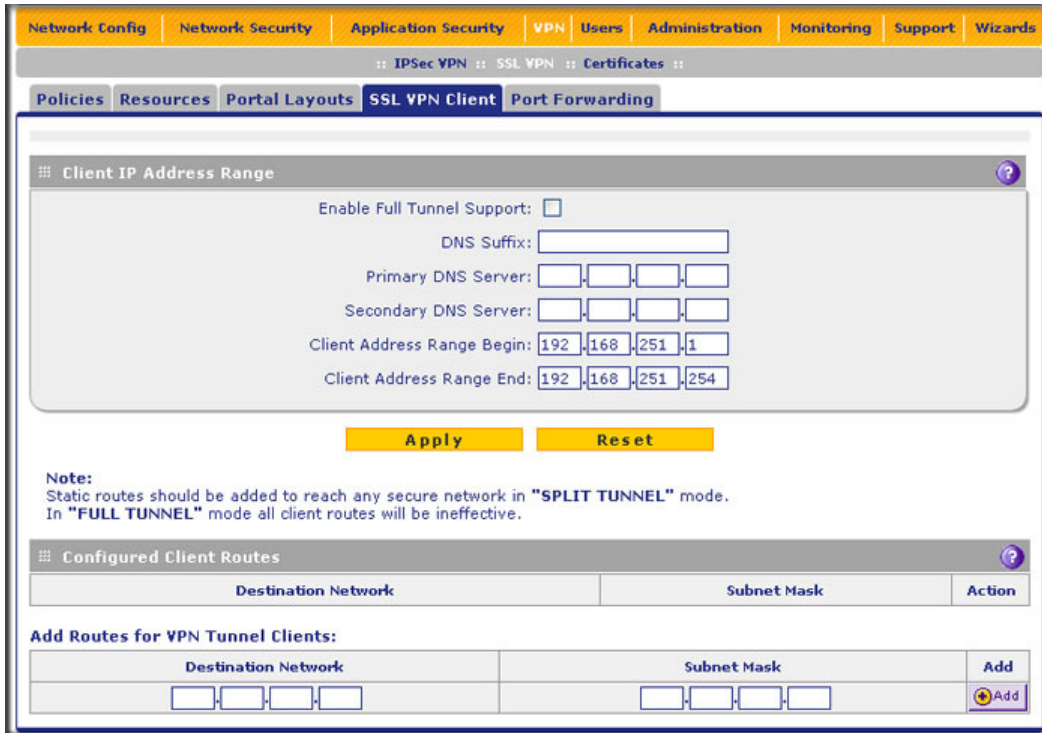 Network Config Network Security Application Security VPN Users Administration Monitoring Support Wizards
:: IPSec VPN :: SSL VPN :: Certificates ::
Policies Resources Portal Layouts SSL VPN Client Port Forwarding
Client IP Address Range ?
Enable Full Tunnel Support:
DNS Suffix:
Primary DNS Server: . . .
Secondary DNS Server: . . .
Client Address Range Begin: 192 .168 .251 .1
Client Address Range End: 192 .168 .251 .254
Apply Reset
Note:
Static routes should be added to reach any secure network in "SPLIT TUNNEL" mode.
In "FULL TUNNEL" mode all client routes will be ineffective.
Configured Client Routes ?
Destination Network Subnet Mask Action
Add Routes for VPN Tunnel Clients:
Destination Network Subnet Mask Add
. . . . . . Add